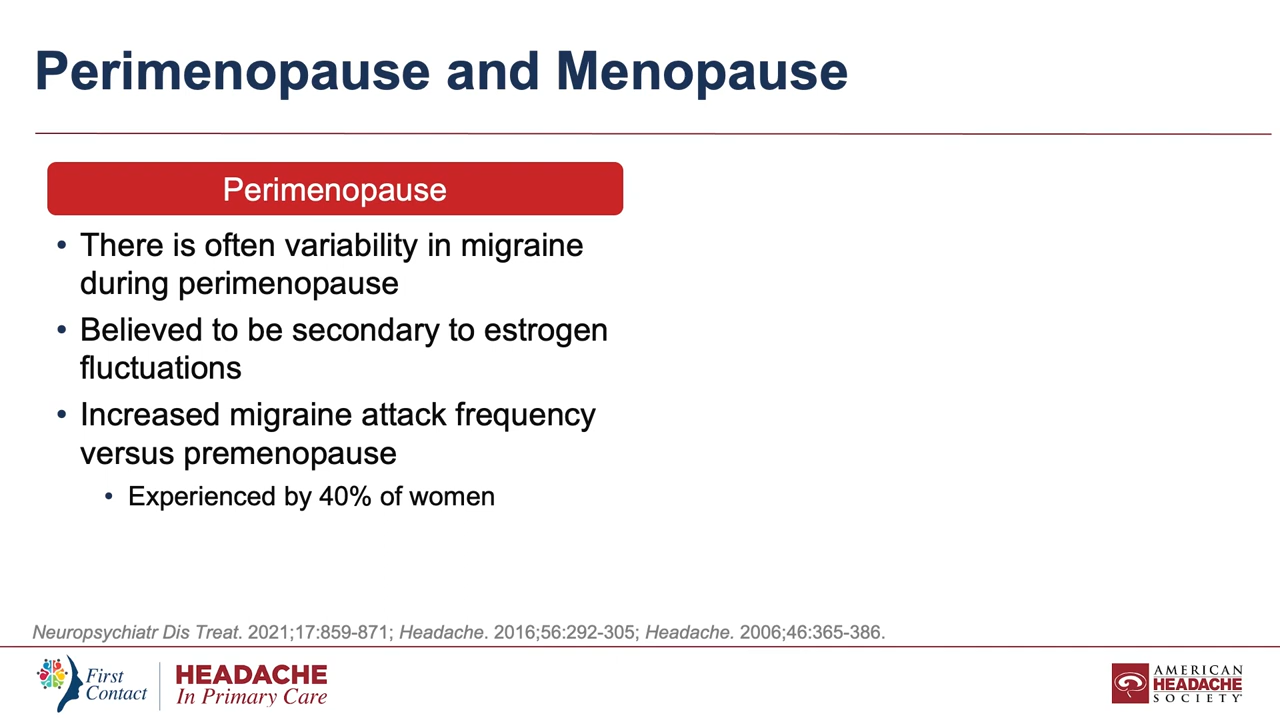 Perimenopause and Menopause
Perimenopause
• There is often variability in migraine
during perimenopause
• Believed to be secondary to estrogen
fluctuations
• Increased migraine attack frequency
versus premenopause
• Experienced by 40% of women
Neuropsychiatr Dis Treat. 2021;17:859-871; Headache. 2016;56:292-305; Headache. 2006;46:365-386.
First
Contact
HEADACHE
In Primary Care
AMERICAN
HEADACHE
SOCIETY